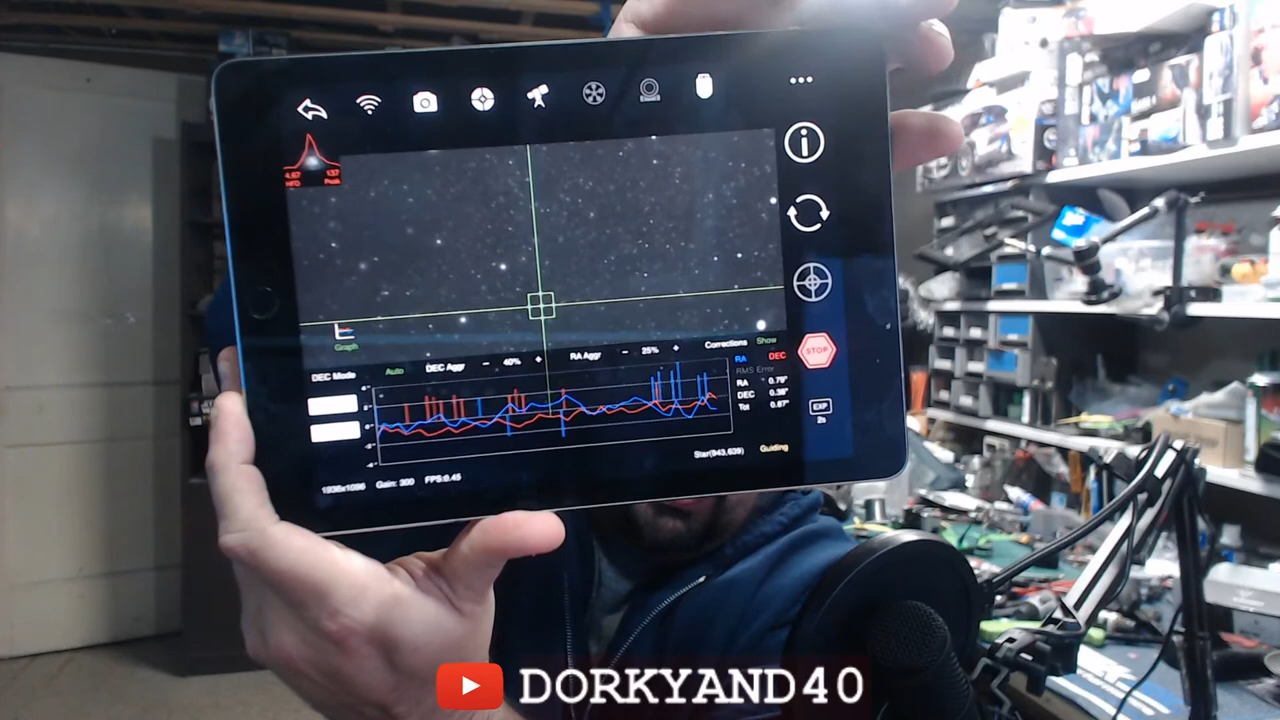 4.67 137
HFD Peak
Graph
DEC Mode Auto DEC Aggr - 40% + RA Aggr - 25% + Corrections Show
RA DEC
RMS Error
RA 0.79"
DEC 0.38"
Tot 0.87"
STOP
EXP
2s
Star(943,639) Guiding
1936x1096 Gain: 300 FPS:0.45
DORKYAND40